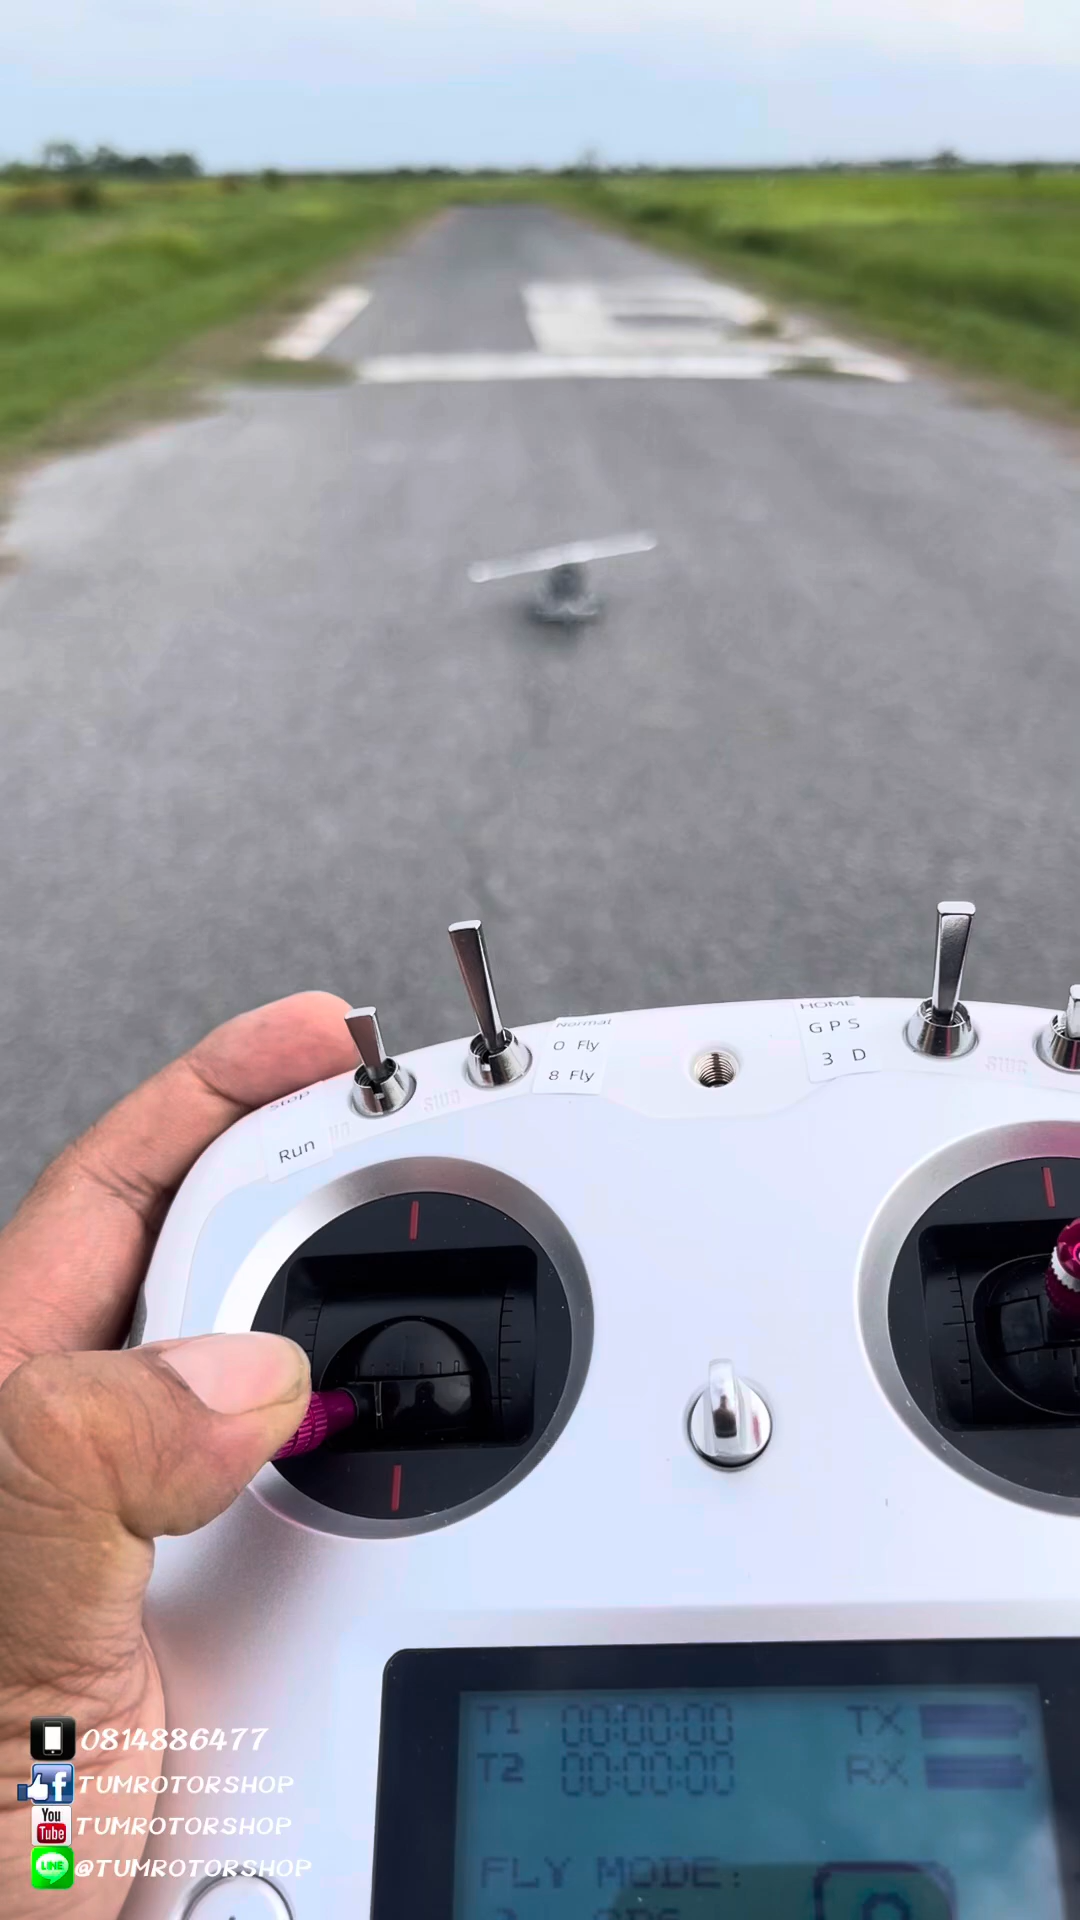 Normal
O Fly
8 Fly
HOME
GPS
3 D
Stop
Run
T1 00:00:00 TX
T2 00:00:00 RX
FLY MODE:
0814886477
f TUMROTORSHOP
You Tube TUMROTORSHOP
LINE @TUMROTORSHOP